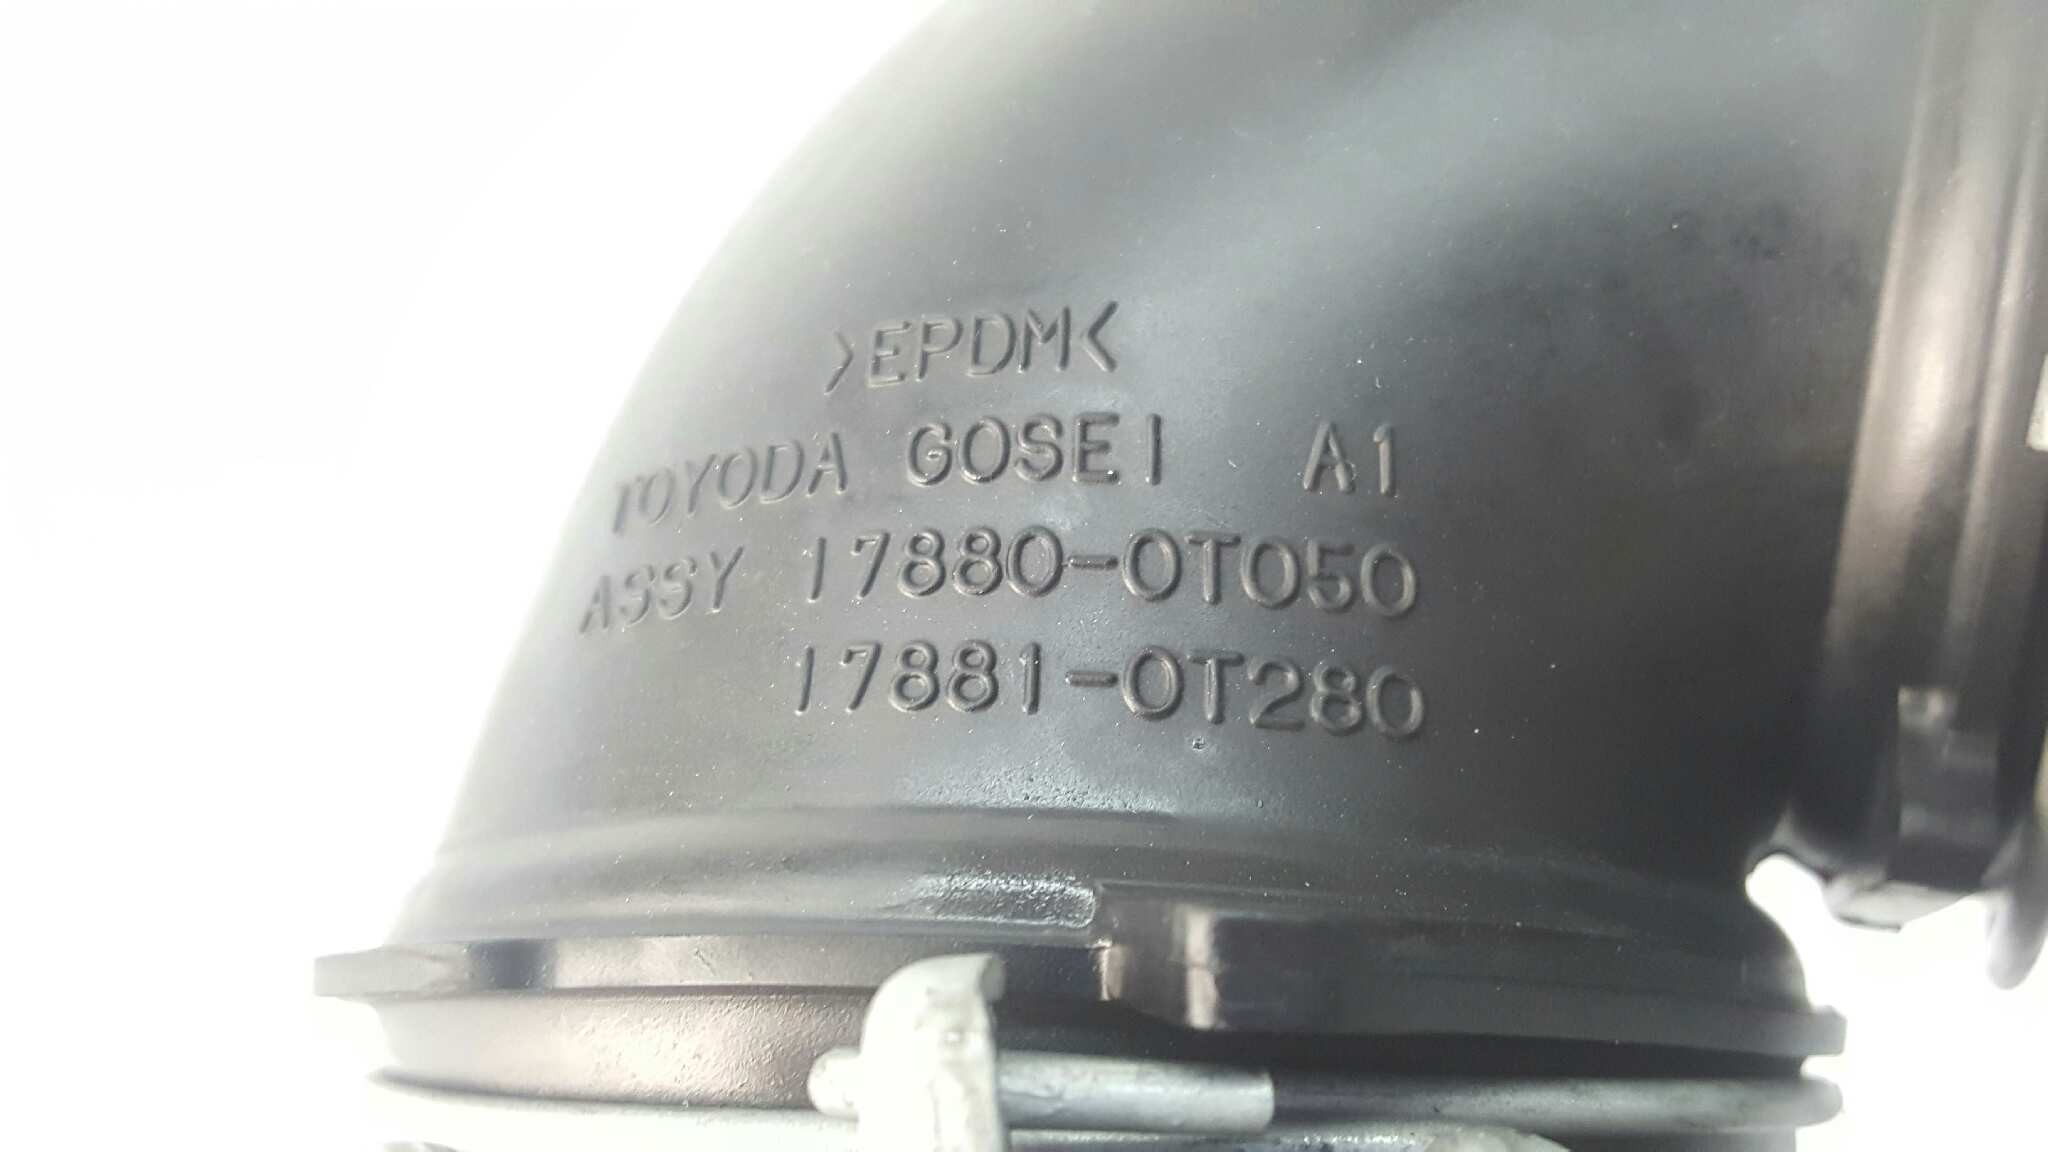 >EPDM<
TOYODA GOSEI A1
ASSY 17880-0T050
17881-0T280